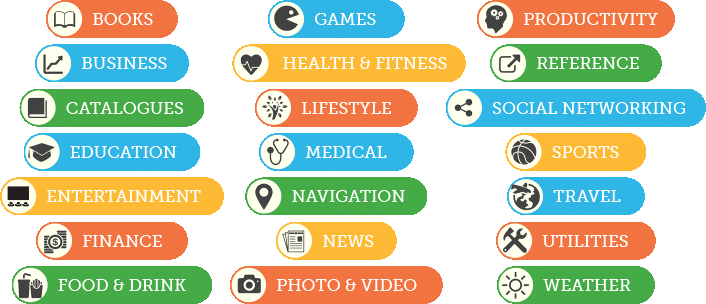 BOOKS
GAMES
PRODUCTIVITY
BUSINESS
HEALTH & FITNESS
REFERENCE
CATALOGUES
LIFESTYLE
SOCIAL NETWORKING
EDUCATION
MEDICAL
SPORTS
ENTERTAINMENT
NAVIGATION
TRAVEL
FINANCE
NEWS
UTILITIES
FOOD & DRINK
PHOTO & VIDEO
WEATHER